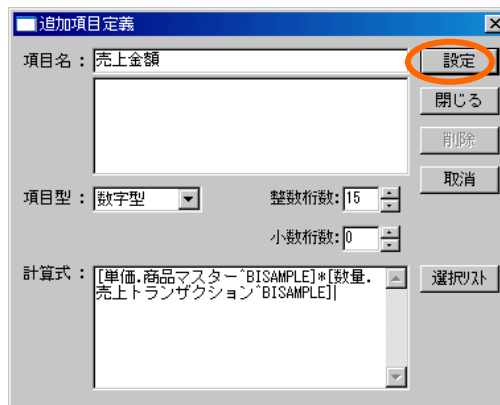 追加項目定義
項目名：
売上金額
設定
閉じる
削除
取消
項目型：
数字型
整数桁数：
15
小数桁数：
0
計算式：
[単価.商品マスター^BISAMPLE]*[数量.
売上トランザクション^BISAMPLE]
選択リスト